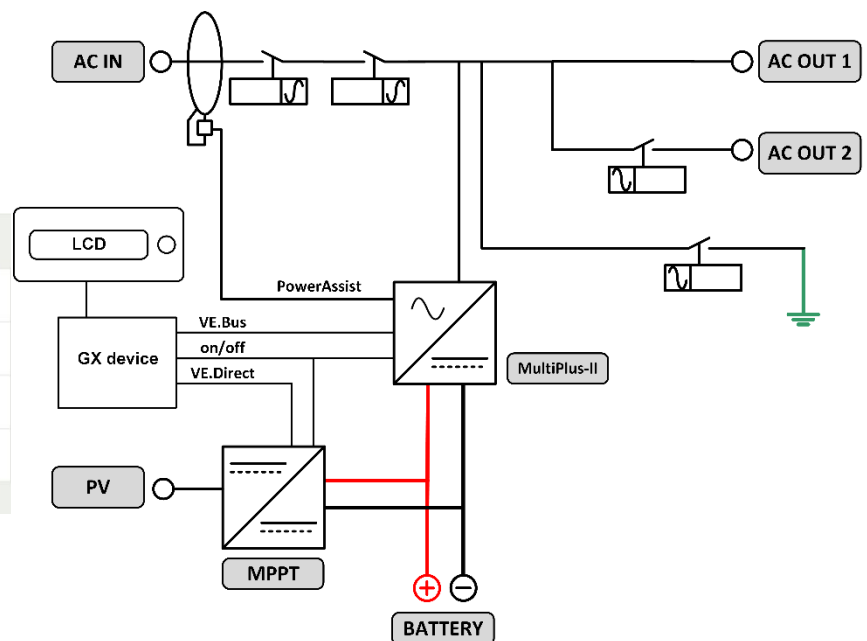 AC IN
AC OUT 1
AC OUT 2
LCD
PowerAssist
VE.Bus
GX device
on/off
VE.Direct
MultiPlus-II
PV
MPPT
BATTERY